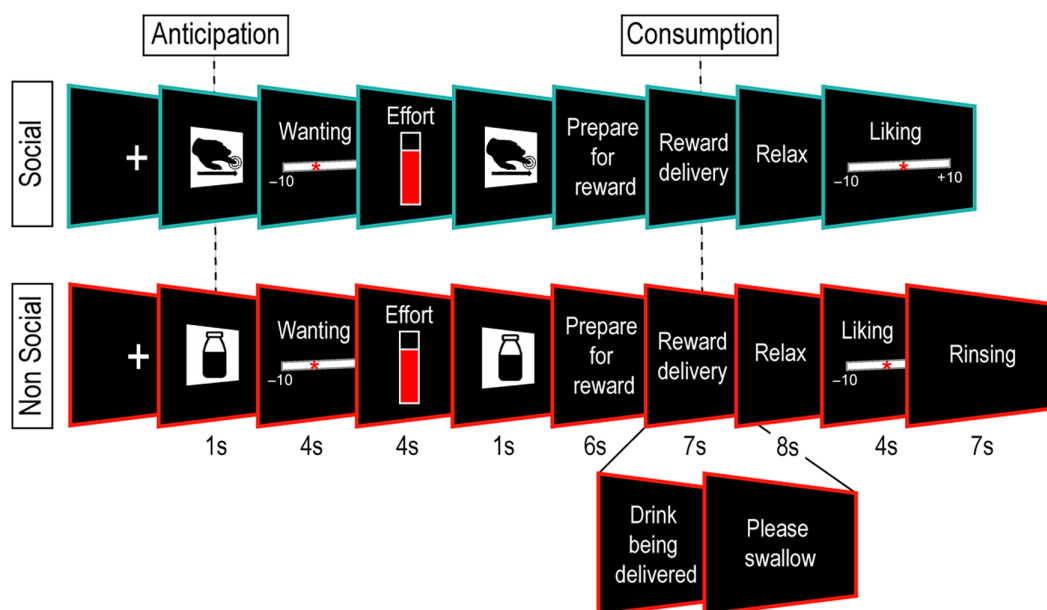 Anticipation
Consumption
Social
+
Wanting
−10
*
Effort
Prepare
for
reward
Reward
delivery
Relax
Liking
*
−10
+10
Non Social
+
Wanting
*
−10
Effort
Prepare
for
reward
Reward
delivery
Relax
Liking
*
−10
Rinsing
1s 4s 4s 1s 6s 7s 8s 4s 7s
Drink
being
delivered
Please
swallow